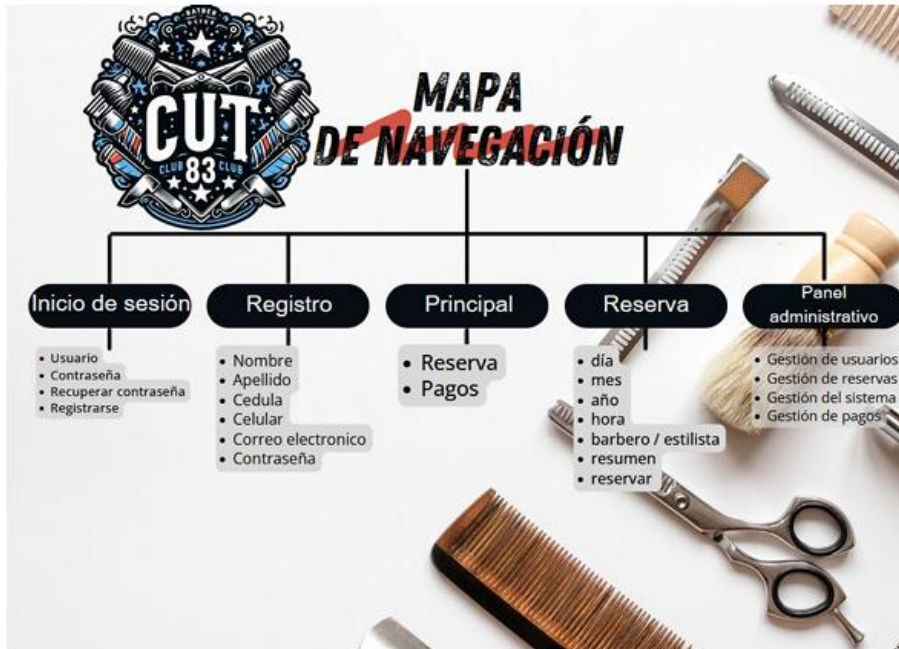 BARBER
CUT
CLUB 83 CLUB
MAPA
DE NAVEGACIÓN
Inicio de sesión
• Usuario
• Contraseña
• Recuperar contraseña
• Registrarse
Registro
• Nombre
• Apellido
• Cedula
• Celular
• Correo electronico
• Contraseña
Principal
• Reserva
• Pagos
Reserva
• día
• mes
• año
• hora
• barbero / estilista
• resumen
• reservar
Panel
administrativo
• Gestión de usuarios
• Gestión de reservas
• Gestión del sistema
• Gestión de pagos